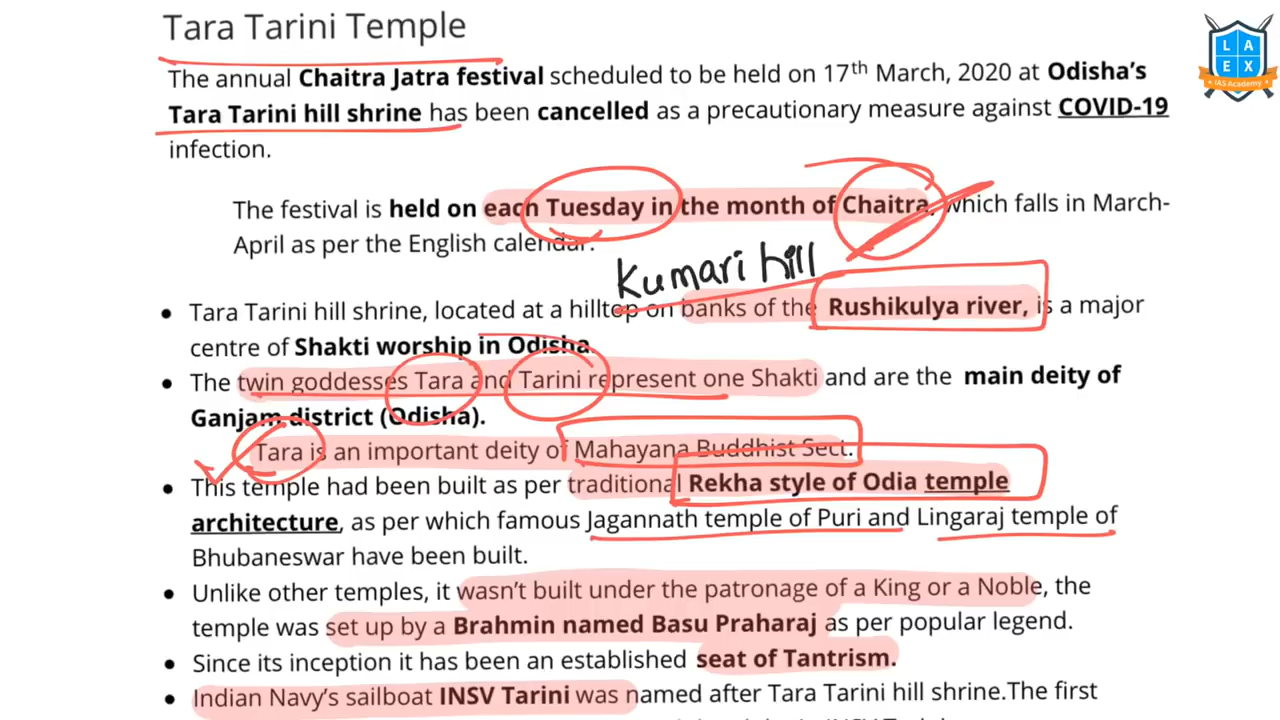 Tara Tarini Temple
LA
EX
IAS Academy
The annual Chaitra Jatra festival scheduled to be held on 17th March, 2020 at Odisha's
Tara Tarini hill shrine has been cancelled as a precautionary measure against COVID-19
infection.
The festival is held on each Tuesday in the month of Chaitra, which falls in March-
April as per the English calendar.
Kumari hill
Tara Tarini hill shrine, located at a hilltop on banks of the Rushikulya river, is a major
centre of Shakti worship in Odisha.
The twin goddesses Tara and Tarini represent one Shakti and are the main deity of
Ganjam district (Odisha).
Tara is an important deity of Mahayana Buddhist Sect.
This temple had been built as per traditional Rekha style of Odia temple
architecture, as per which famous Jagannath temple of Puri and Lingaraj temple of
Bhubaneswar have been built.
Unlike other temples, it wasn't built under the patronage of a King or a Noble, the
temple was set up by a Brahmin named Basu Praharaj as per popular legend.
Since its inception it has been an established seat of Tantrism.
Indian Navy's sailboat INSV Tarini was named after Tara Tarini hill shrine.The first